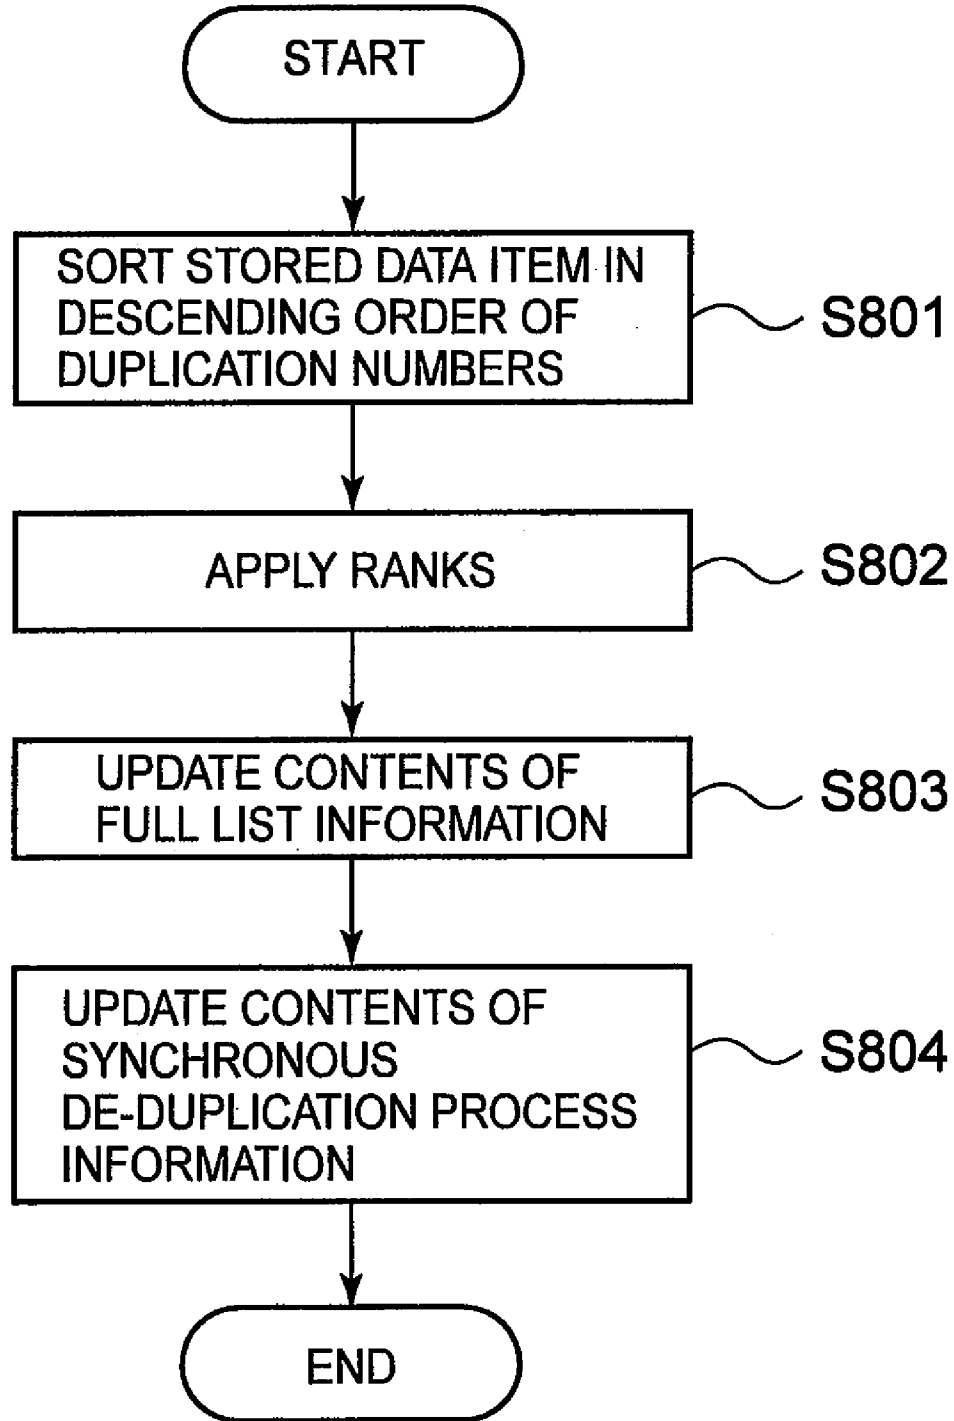 START
SORT STORED DATA ITEM IN
DESCENDING ORDER OF
DUPLICATION NUMBERS
S801
APPLY RANKS
S802
UPDATE CONTENTS OF
FULL LIST INFORMATION
S803
UPDATE CONTENTS OF
SYNCHRONOUS
DE-DUPLICATION PROCESS
INFORMATION
S804
END